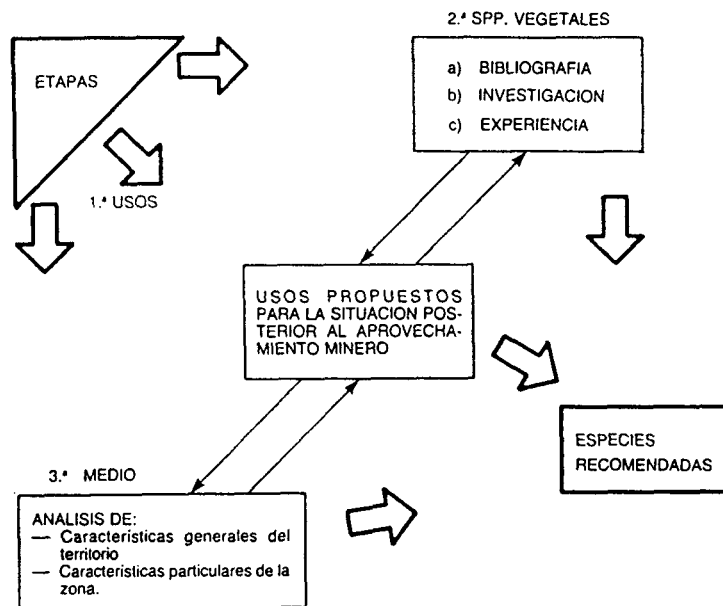 2.ª SPP. VEGETALES
ETAPAS
a) BIBLIOGRAFIA
b) INVESTIGACION
c) EXPERIENCIA
1.ª USOS
USOS PROPUESTOS
PARA LA SITUACION POS-
TERIOR AL APROVECHA-
MIENTO MINERO
ESPECIES
RECOMENDADAS
3.ª MEDIO
ANALISIS DE:
— Características generales del
territorio
— Características particulares de la
zona.